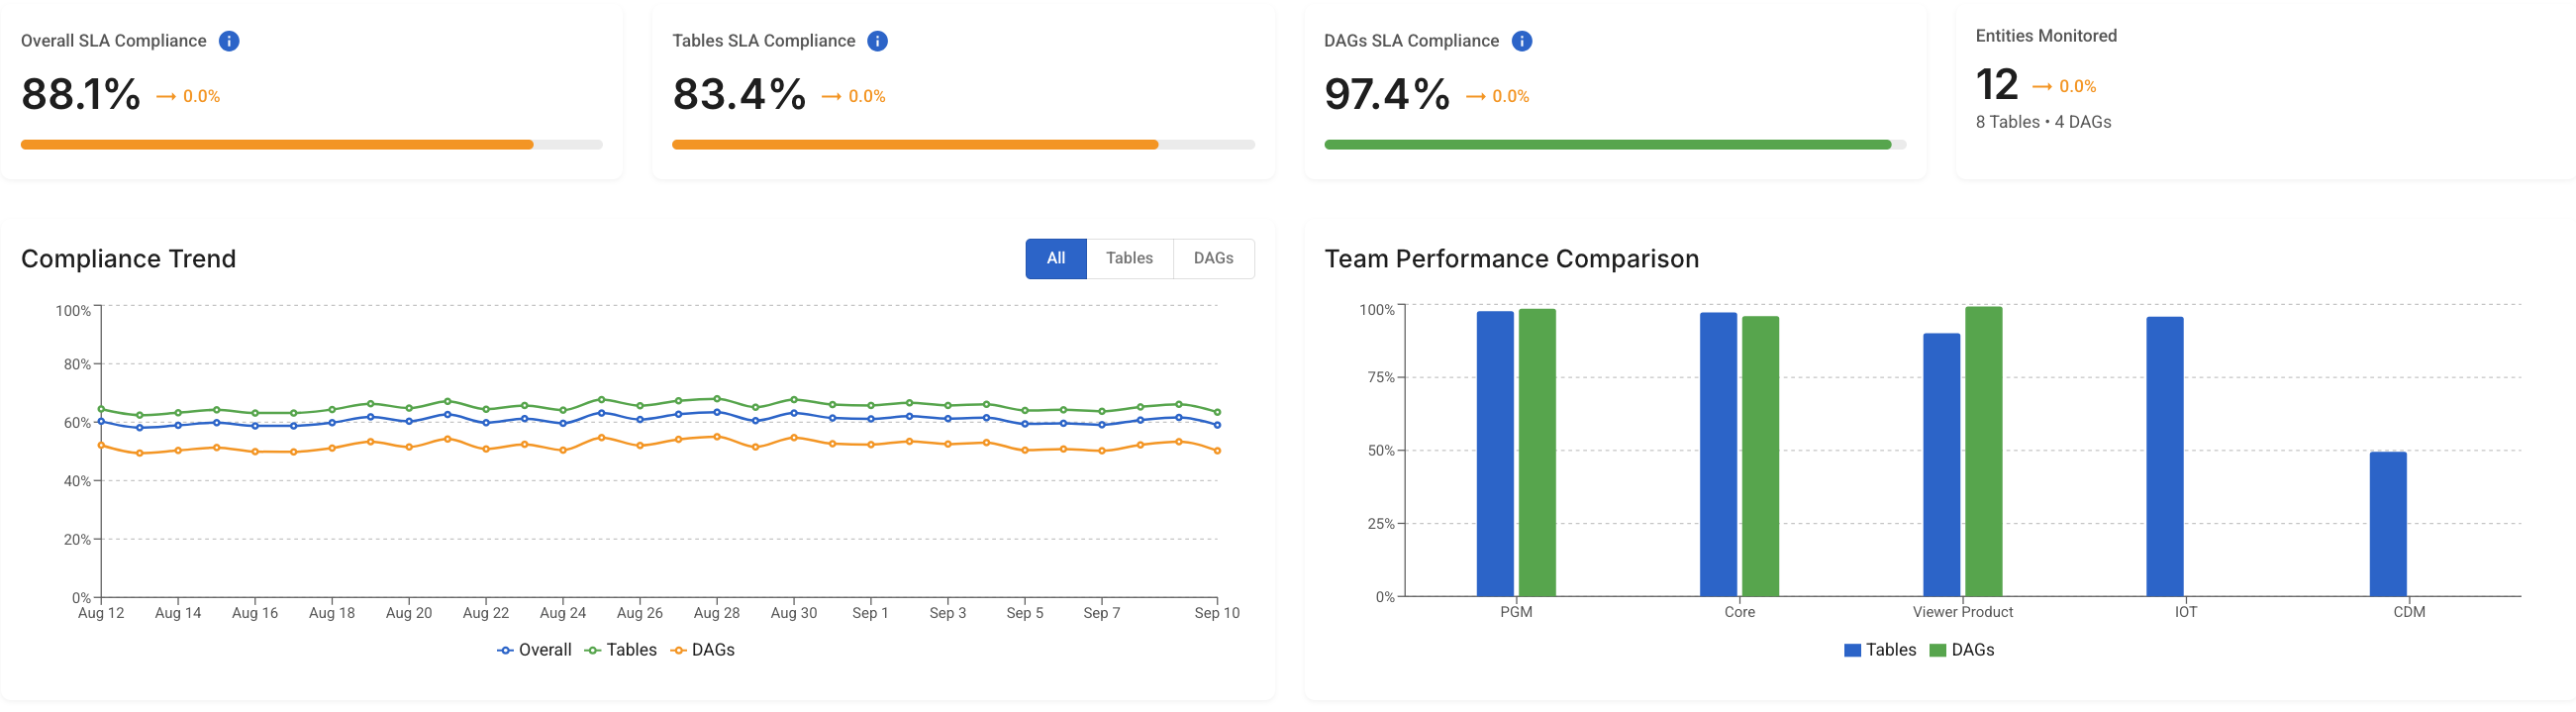 Overall SLA Compliance
88.1% → 0.0%
Tables SLA Compliance
83.4% → 0.0%
DAGs SLA Compliance
97.4% → 0.0%
Entities Monitored
12 → 0.0%
8 Tables • 4 DAGs
Compliance Trend
All Tables DAGs
100%
80%
60%
40%
20%
0%
Aug 12 Aug 14 Aug 16 Aug 18 Aug 20 Aug 22 Aug 24 Aug 26 Aug 28 Aug 30 Sep 1 Sep 3 Sep 5 Sep 7 Sep 10
Overall Tables DAGs
Team Performance Comparison
100%
75%
50%
25%
0%
PGM Core Viewer Product IOT CDM
Tables DAGs